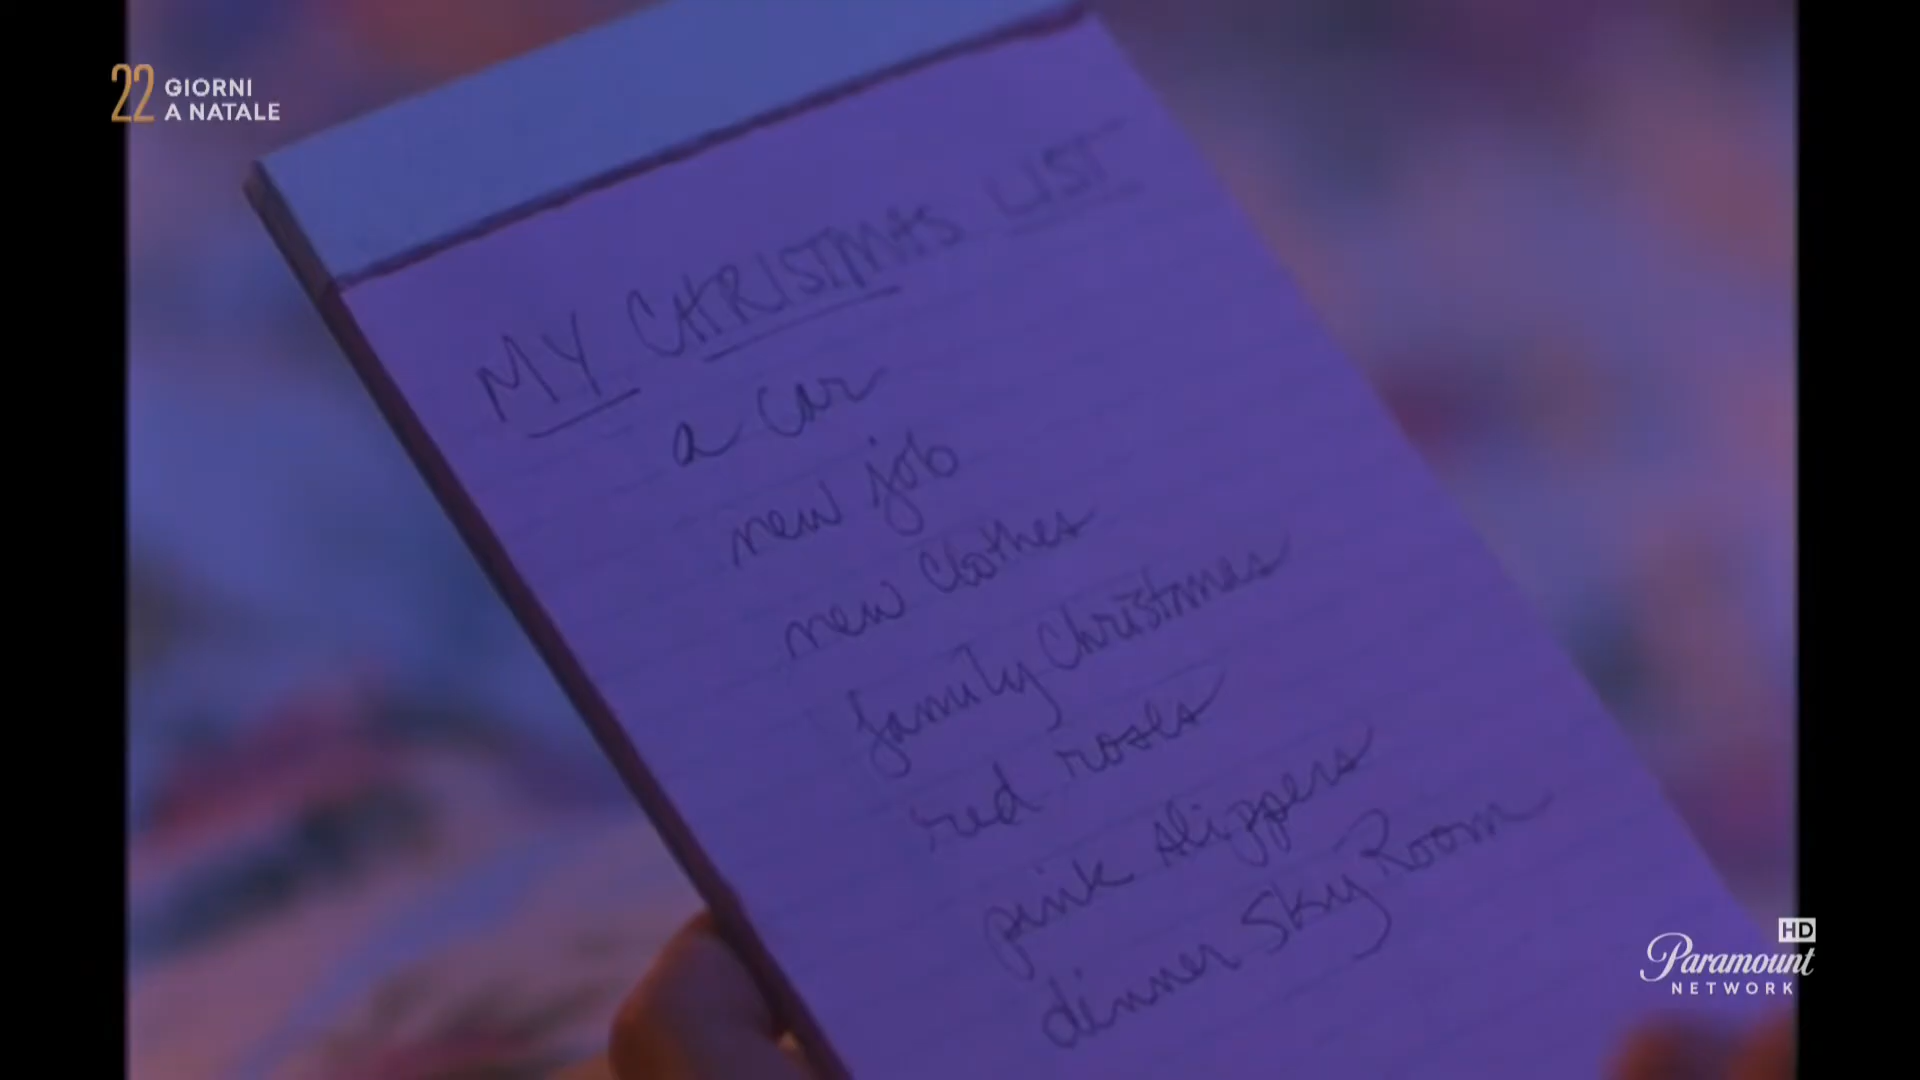 22 GIORNI
A NATALE
MY CHRISTMAS LIST
a car
new job
new clothes
family Christmas
red roses
pink slippers
dinner Sky Room
HD
Paramount
NETWORK